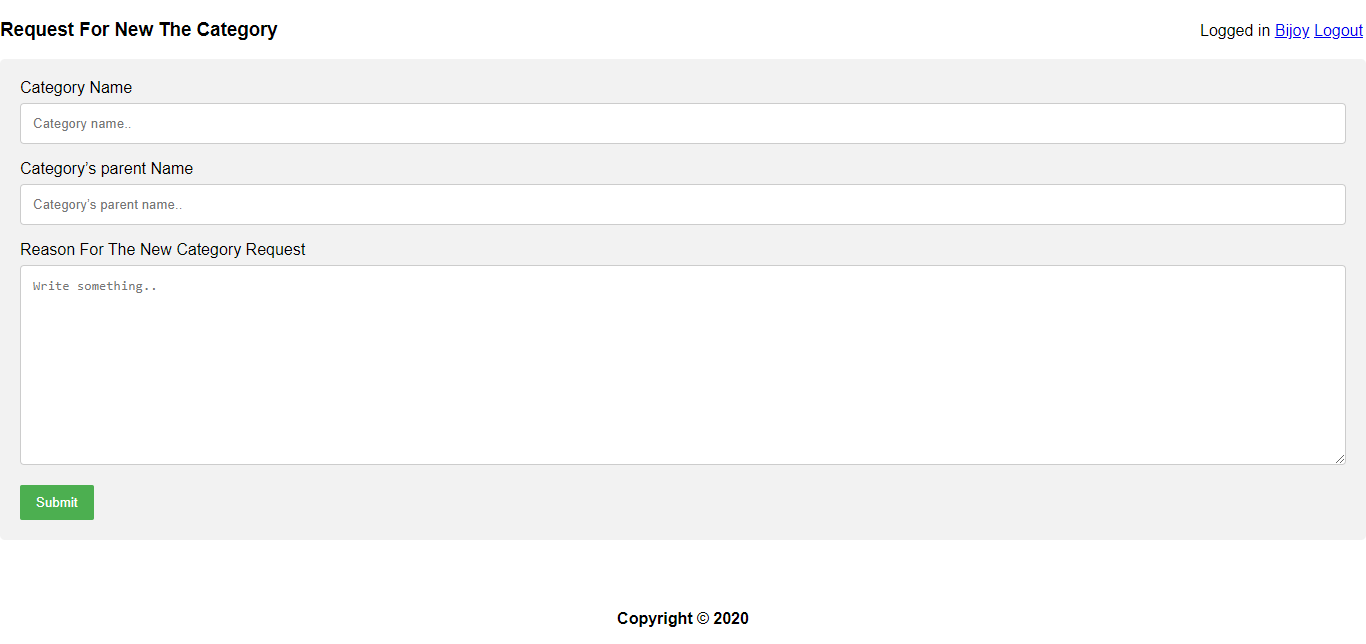 Request For New The Category
Logged in Bijoy Logout
Category Name
Category name..
Category’s parent Name
Category’s parent name..
Reason For The New Category Request
Write something..
Submit
Copyright © 2020